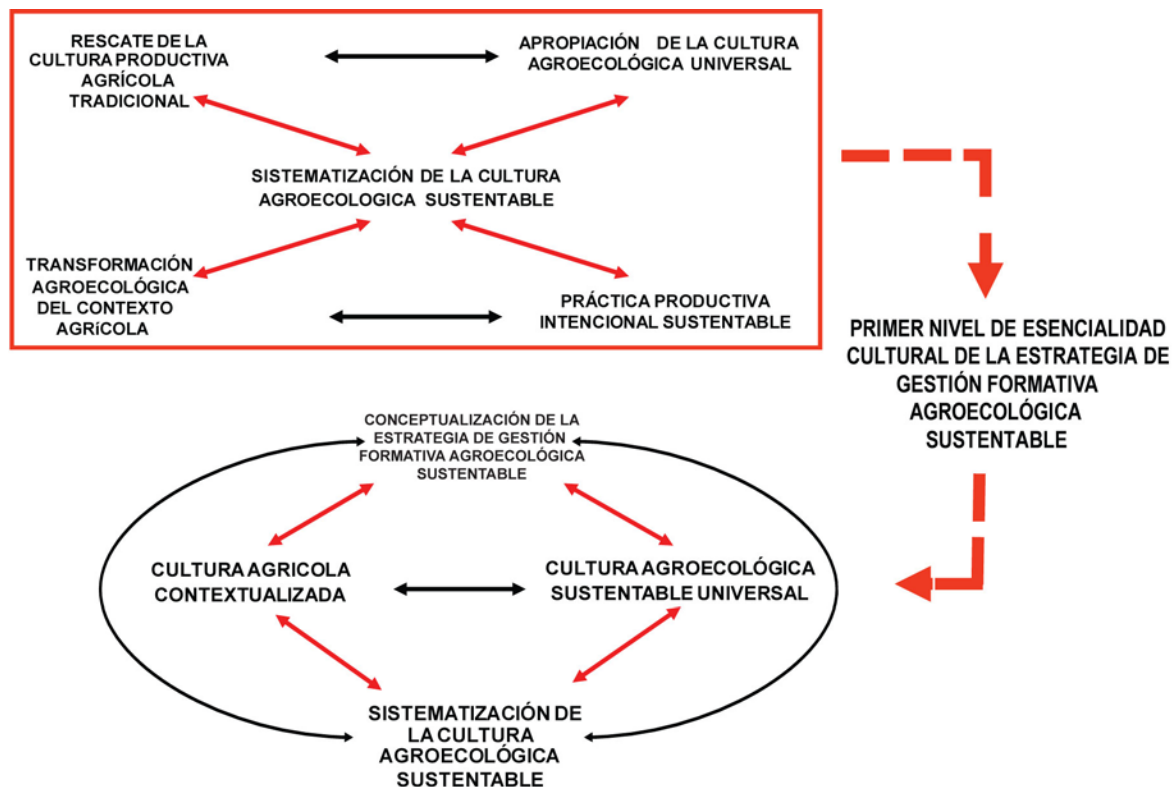 RESCATE DE LA
CULTURA PRODUCTIVA
AGRÍCOLA
TRADICIONAL
APROPIACIÓN DE LA CULTURA
AGROECOLÓGICA UNIVERSAL
SISTEMATIZACIÓN DE LA CULTURA
AGROECOLOGICA SUSTENTABLE
TRANSFORMACIÓN
AGROECOLÓGICA
DEL CONTEXTO
AGRíCOLA
PRÁCTICA PRODUCTIVA
INTENCIONAL SUSTENTABLE
PRIMER NIVEL DE ESENCIALIDAD
CULTURAL DE LA ESTRATEGIA DE
GESTIÓN FORMATIVA
AGROECOLÓGICA
SUSTENTABLE
CONCEPTUALIZACIÓN DE LA
ESTRATEGIA DE GESTIÓN
FORMATIVA AGROECOLÓGICA
SUSTENTABLE
CULTURA AGRICOLA
CONTEXTUALIZADA
CULTURA AGROECOLÓGICA
SUSTENTABLE UNIVERSAL
SISTEMATIZACIÓN DE
LA CULTURA
AGROECOLÓGICA
SUSTENTABLE